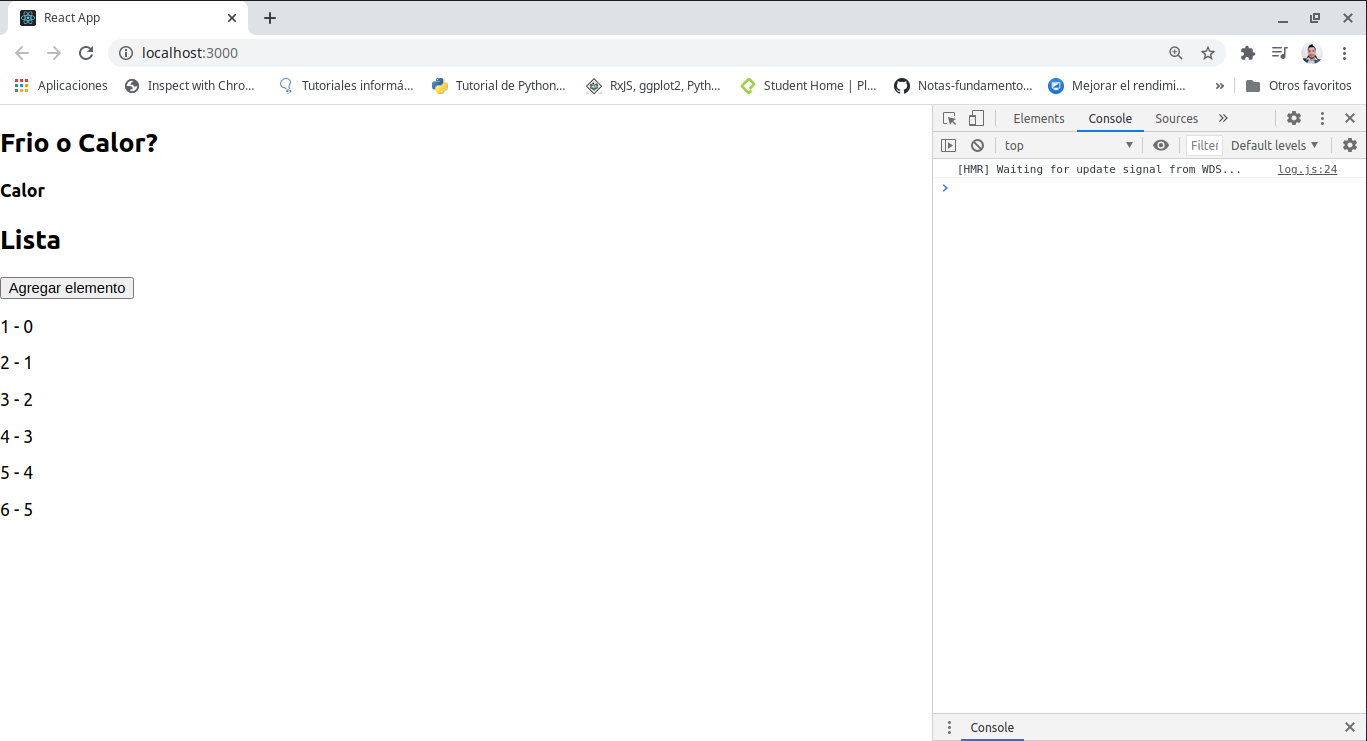 React App
localhost:3000
Aplicaciones Inspect with Chro... Tutoriales informá... Tutorial de Python... RxJS, ggplot2, Pyth... Student Home | Pl... Notas-fundamento... Mejorar el rendimi... » Otros favoritos
Elements Console Sources »
top Filter Default levels
[HMR] Waiting for update signal from WDS... log.js:24
Frio o Calor?
Calor
Lista
Agregar elemento
1 - 0
2 - 1
3 - 2
4 - 3
5 - 4
6 - 5
Console